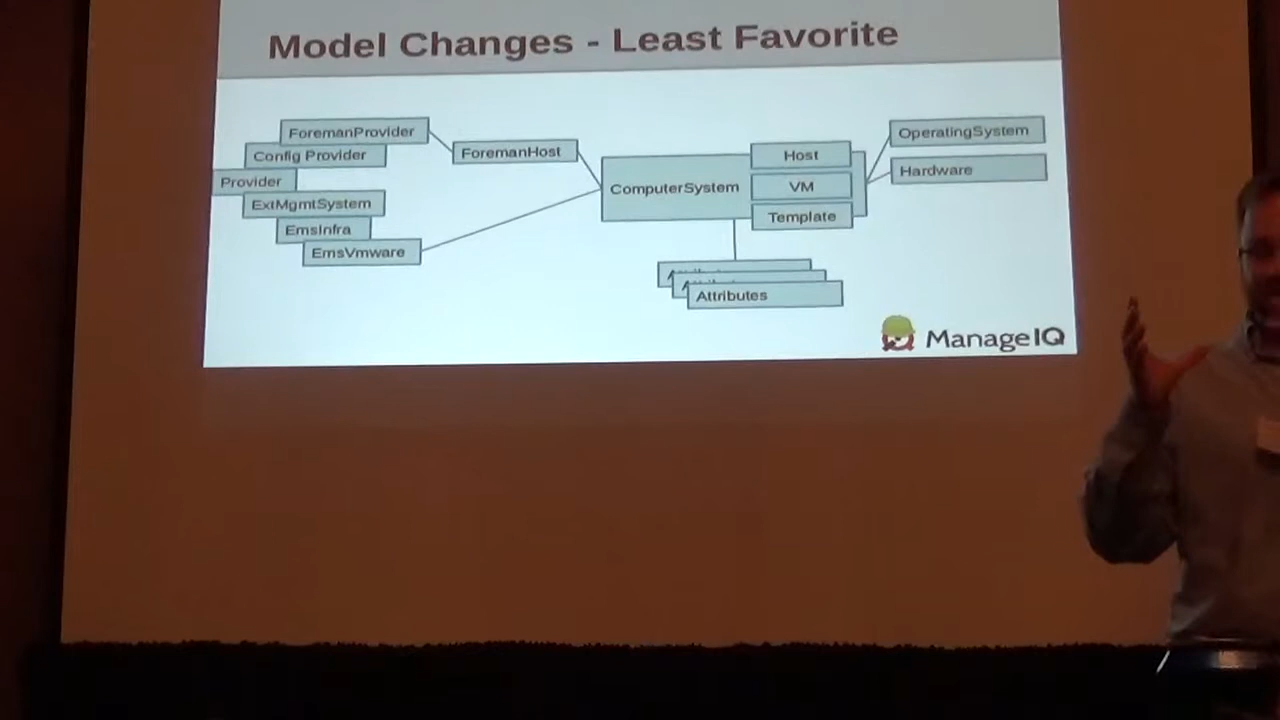 Model Changes - Least Favorite
ForemanProvider
Config Provider
Provider
ExtMgmtSystem
EmsInfra
EmsVmware
ForemanHost
ComputerSystem
Host
VM
Template
OperatingSystem
Hardware
Attributes
ManageIQ